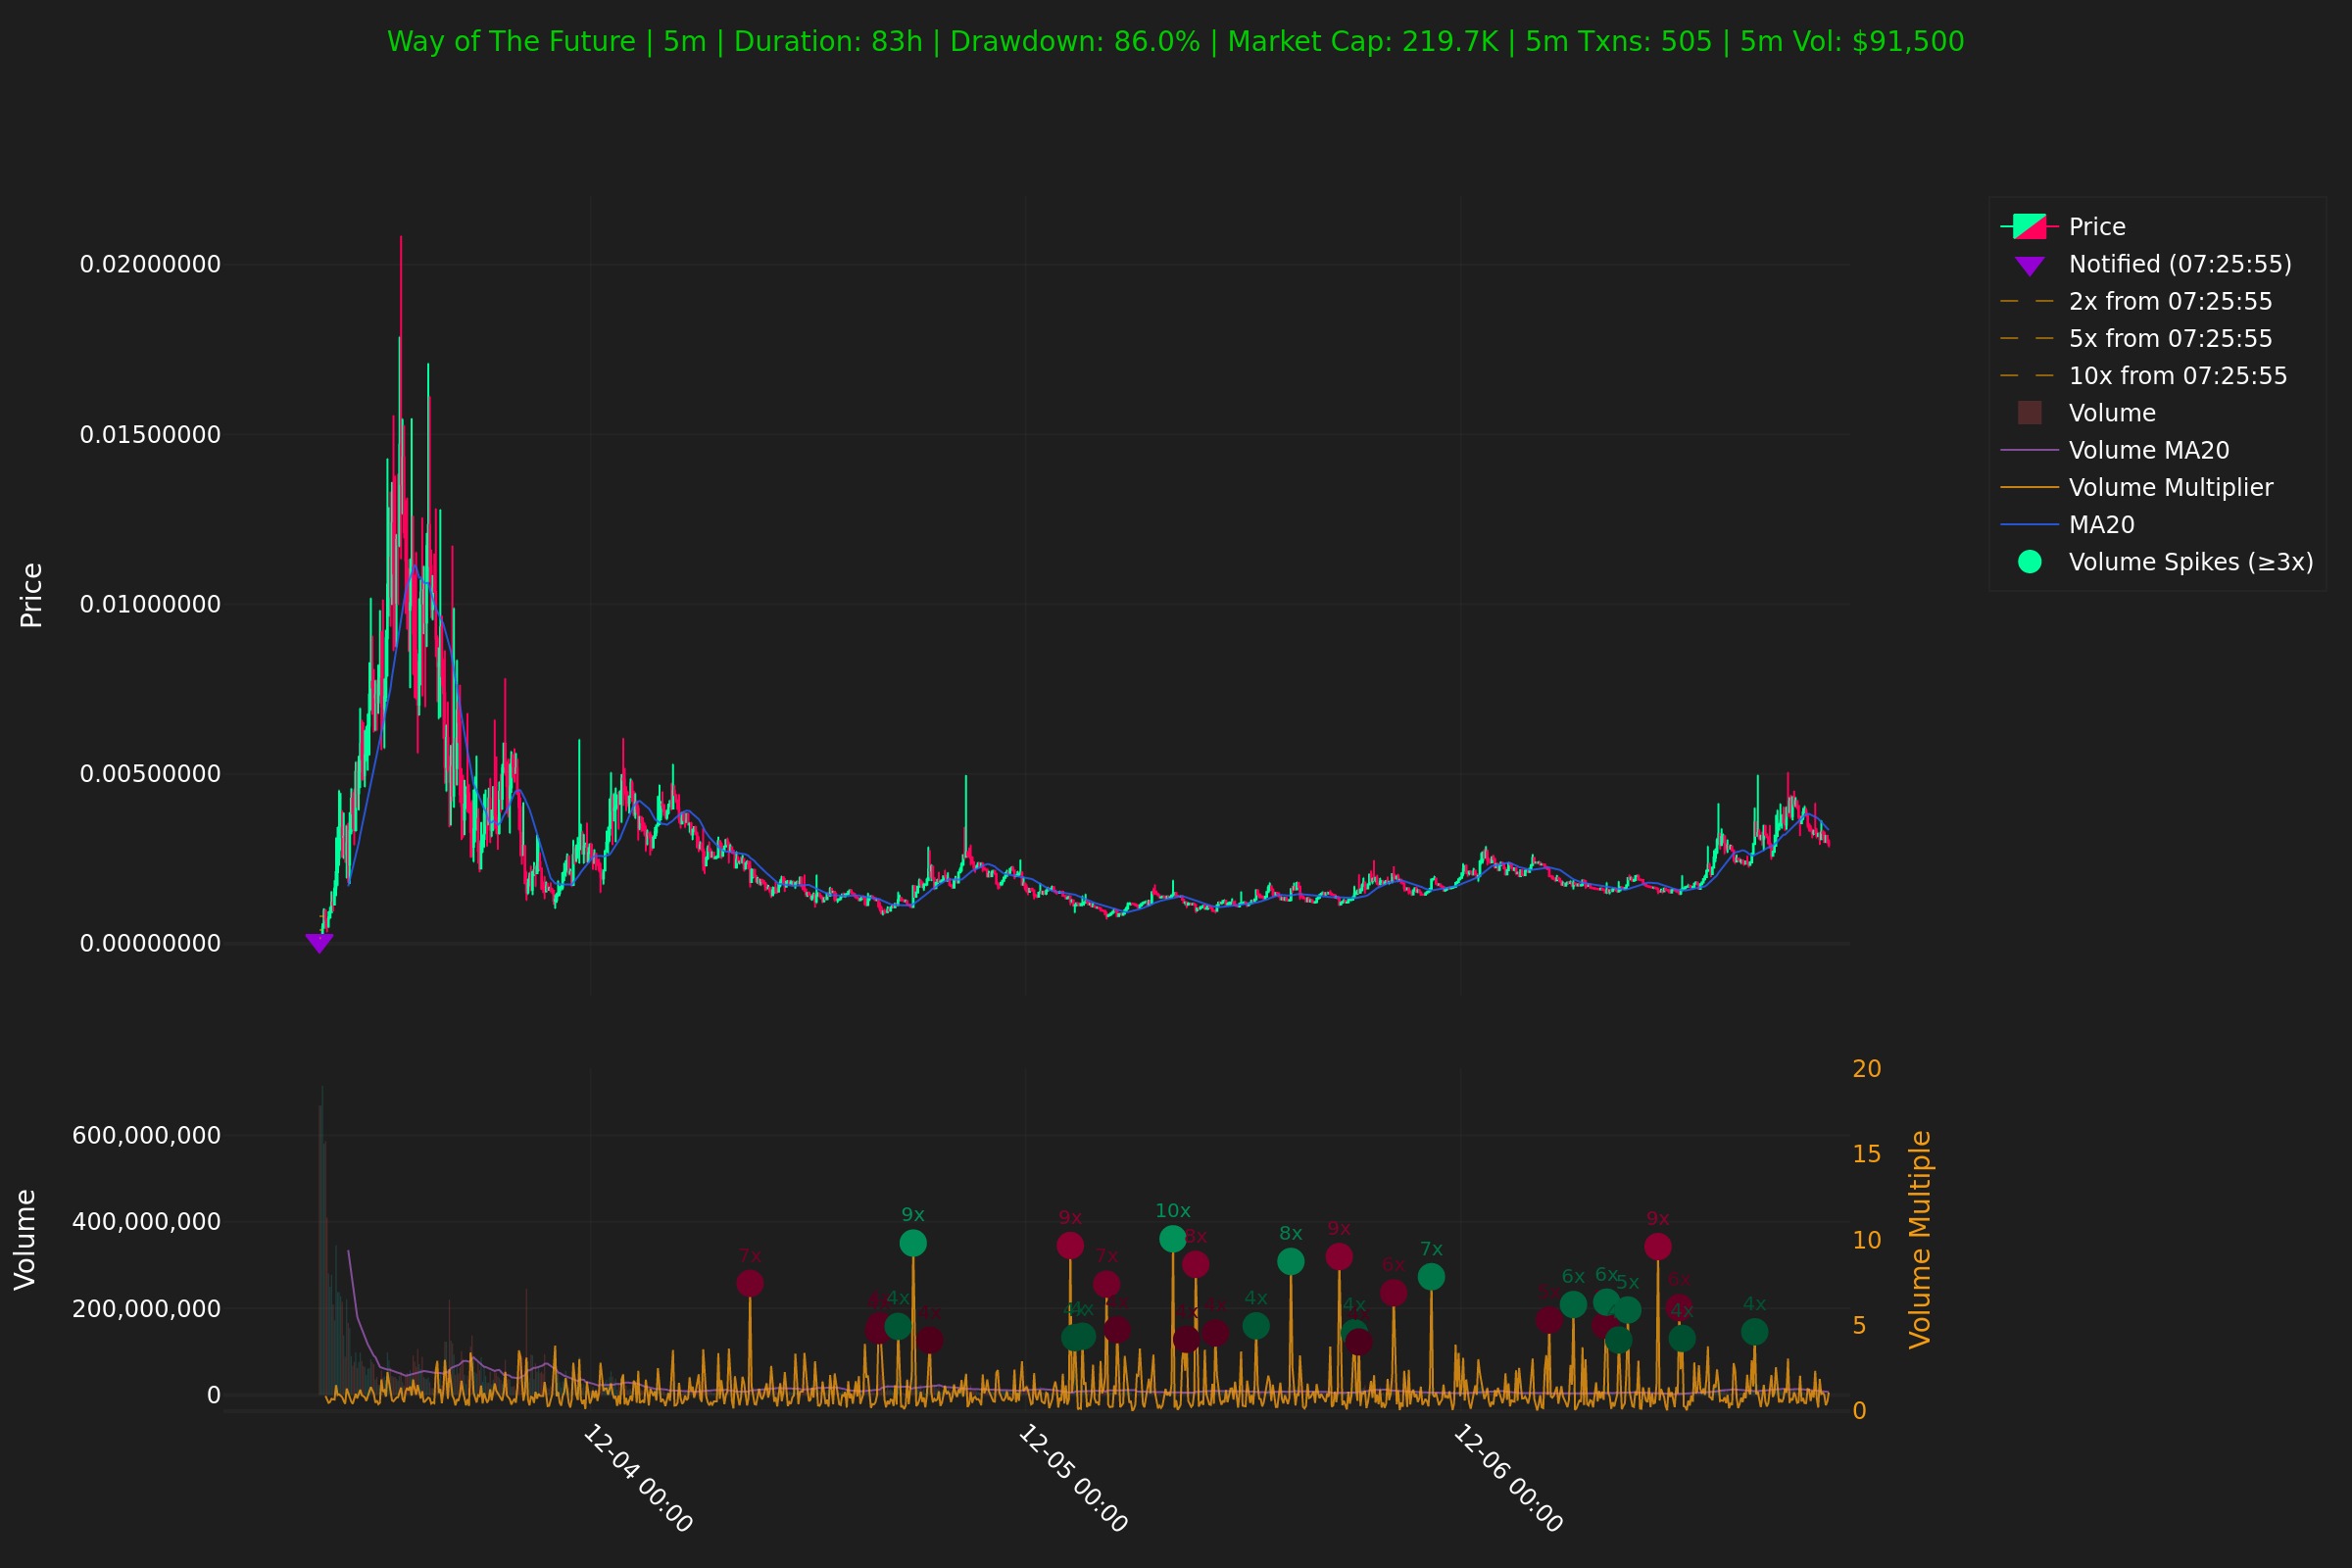 Way of The Future | 5m | Duration: 83h | Drawdown: 86.0% | Market Cap: 219.7K | 5m Txns: 505 | 5m Vol: $91,500
Price
0.02000000
0.01500000
0.01000000
0.00500000
0.00000000
Price
Notified (07:25:55)
2x from 07:25:55
5x from 07:25:55
10x from 07:25:55
Volume
Volume MA20
Volume Multiplier
MA20
Volume Spikes (≥3x)
Volume
600,000,000
400,000,000
200,000,000
0
7x
4x
9x
4x
9x
4x
7x
10x
8x
4x
8x
9x
4x
6x
7x
6x
6x
5x
9x
6x
4x
4x
20
15
10
5
0
Volume Multiple
12-04 00:00
12-05 00:00
12-06 00:00